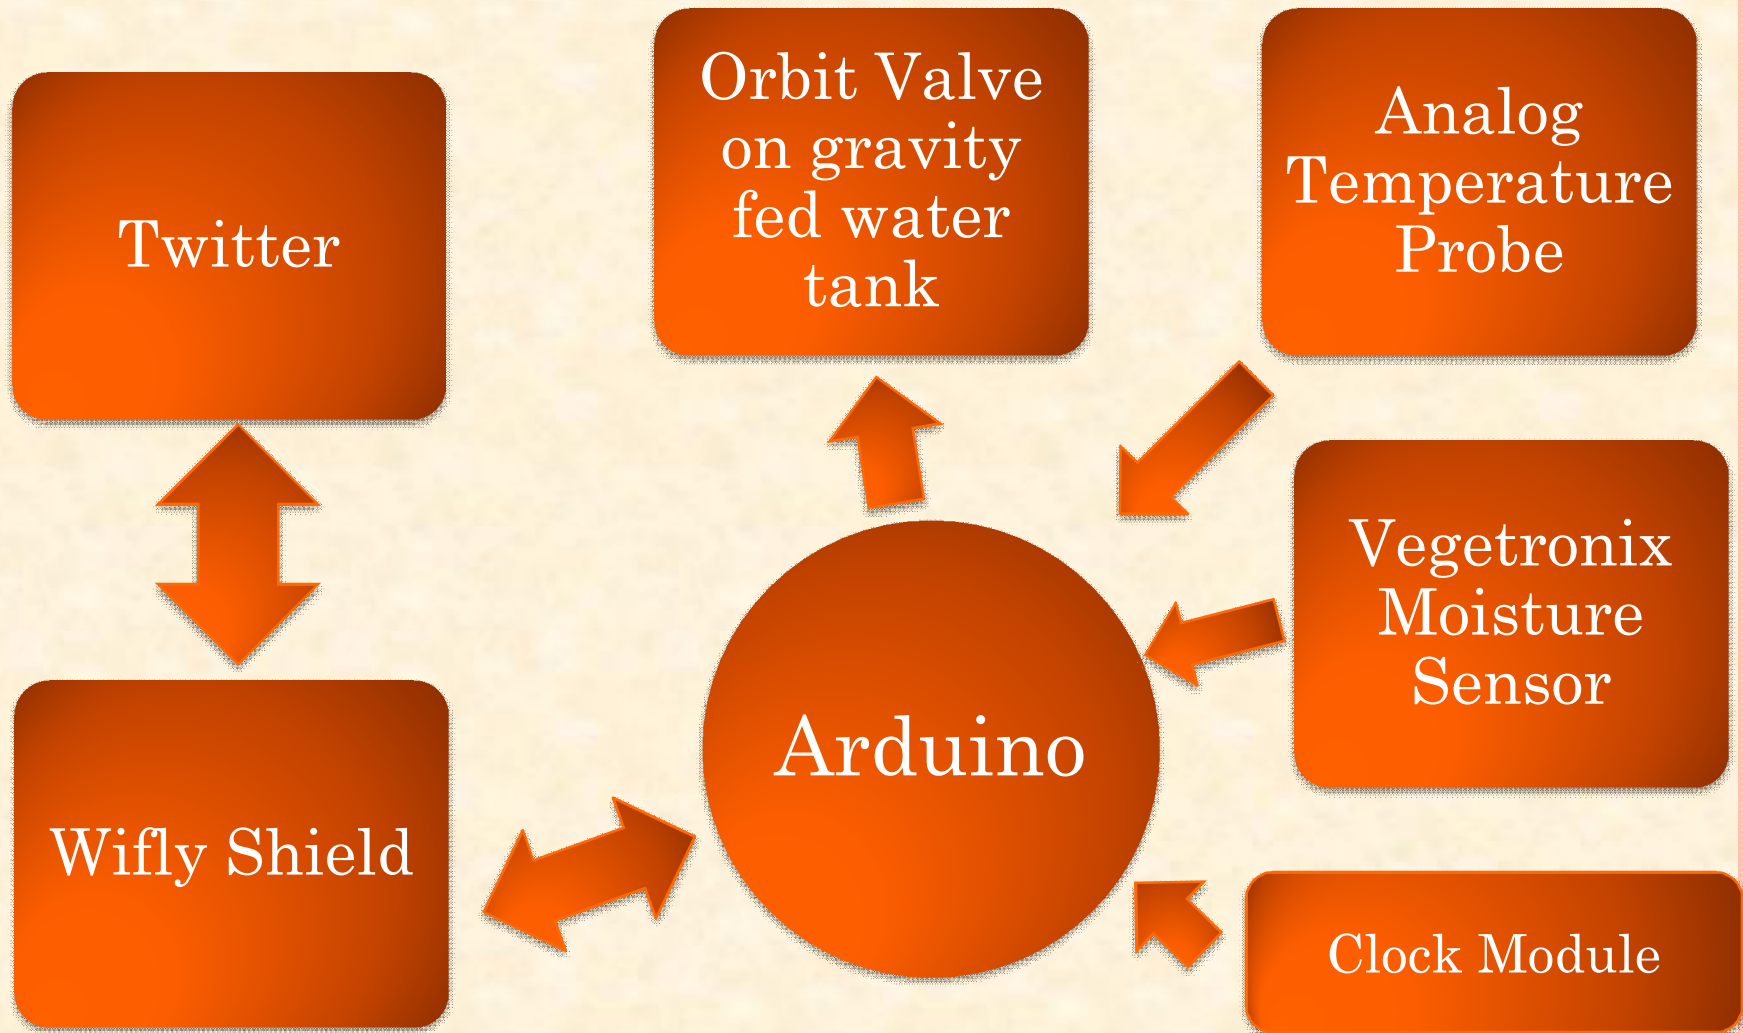 Twitter
Orbit Valve
on gravity
fed water
tank
Analog
Temperature
Probe
Vegetronix
Moisture
Sensor
Arduino
Wifly Shield
Clock Module